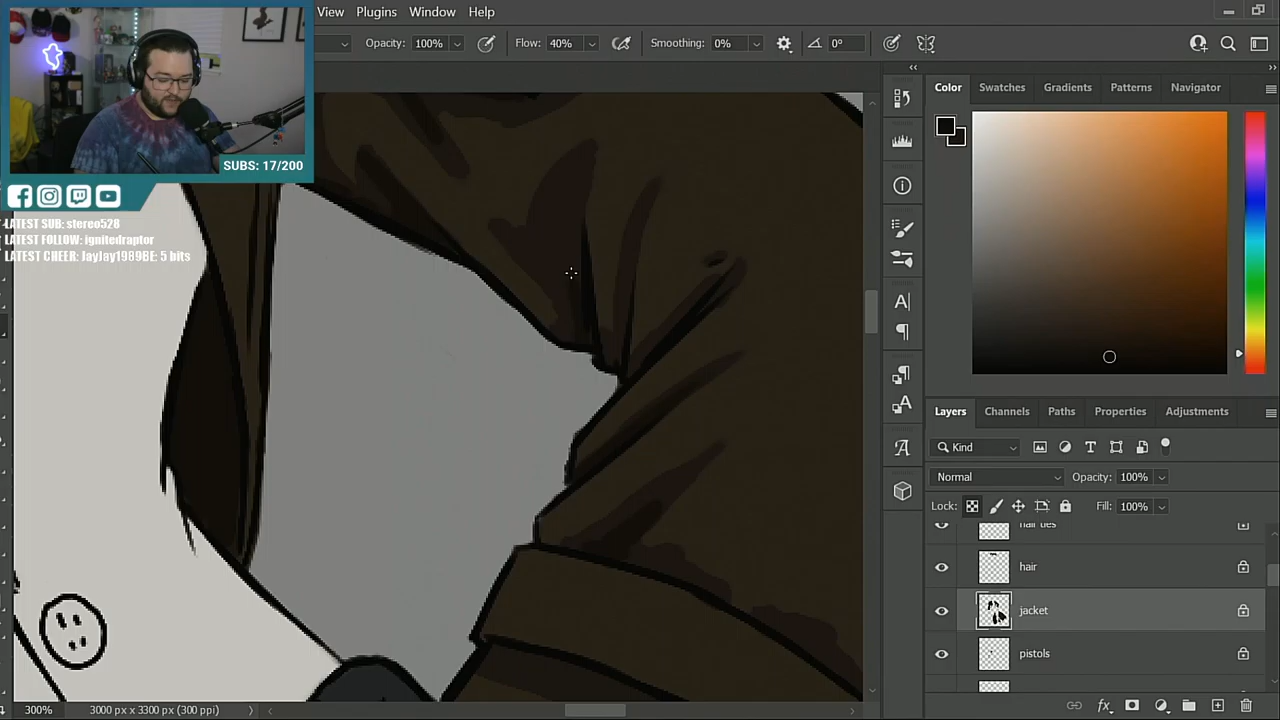 View Plugins Window Help
Opacity: 100% Flow: 40% Smoothing: 0% 0°
SUBS: 17/200
LATEST SUB: stereo528
LATEST FOLLOW: ignitedraptor
LATEST CHEER: JayJay1989BE: 5 bits
Color Swatches Gradients Patterns Navigator
Layers Channels Paths Properties Adjustments
Kind
Normal Opacity: 100%
Lock: Fill: 100%
hair ties
hair
jacket
pistols
300% 3000 px x 3300 px (300 ppi)